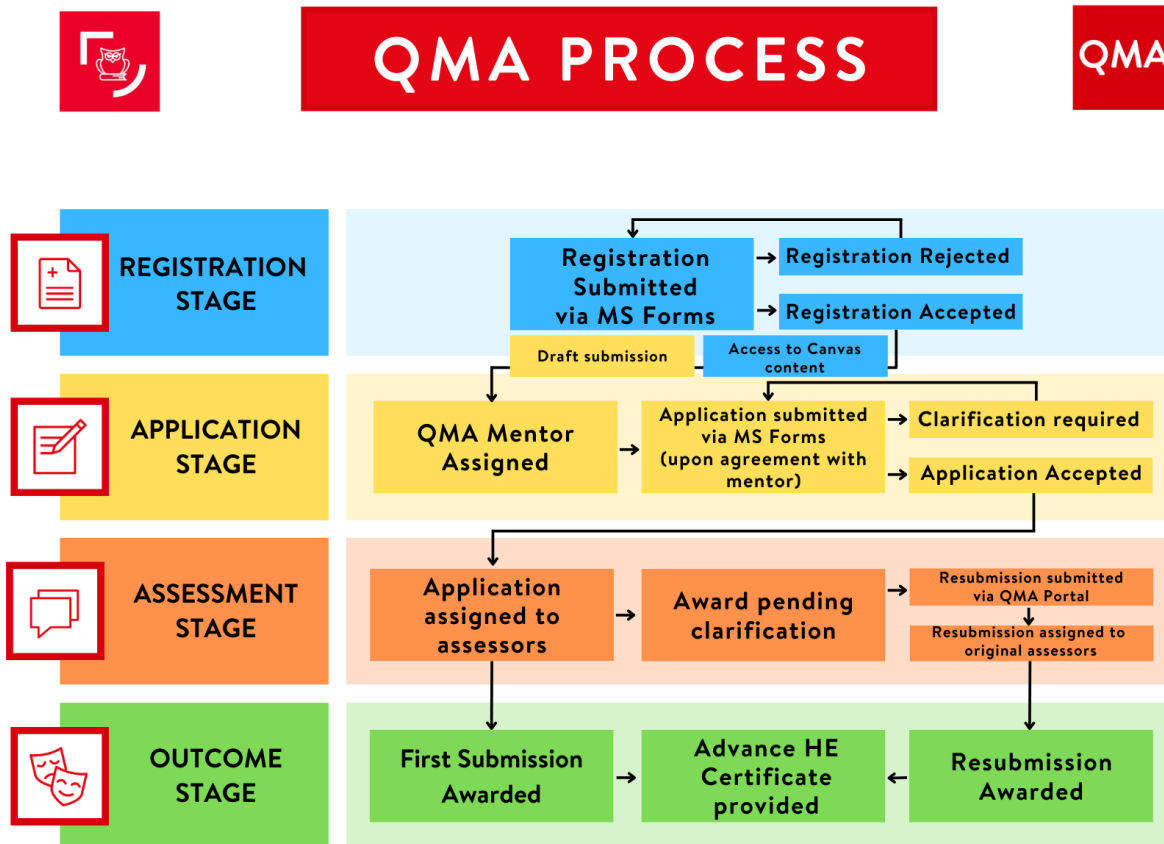 QMA PROCESS
QMA
REGISTRATION
STAGE
Registration
Submitted
via MS Forms
Registration Rejected
Registration Accepted
Draft submission
Access to Canvas
content
APPLICATION
STAGE
QMA Mentor
Assigned
Application submitted
via MS Forms
(upon agreement with
mentor)
Clarification required
Application Accepted
ASSESSMENT
STAGE
Application
assigned to
assessors
Award pending
clarification
Resubmission submitted
via QMA Portal
Resubmission assigned to
original assessors
OUTCOME
STAGE
First Submission
Awarded
Advance HE
Certificate
provided
Resubmission
Awarded